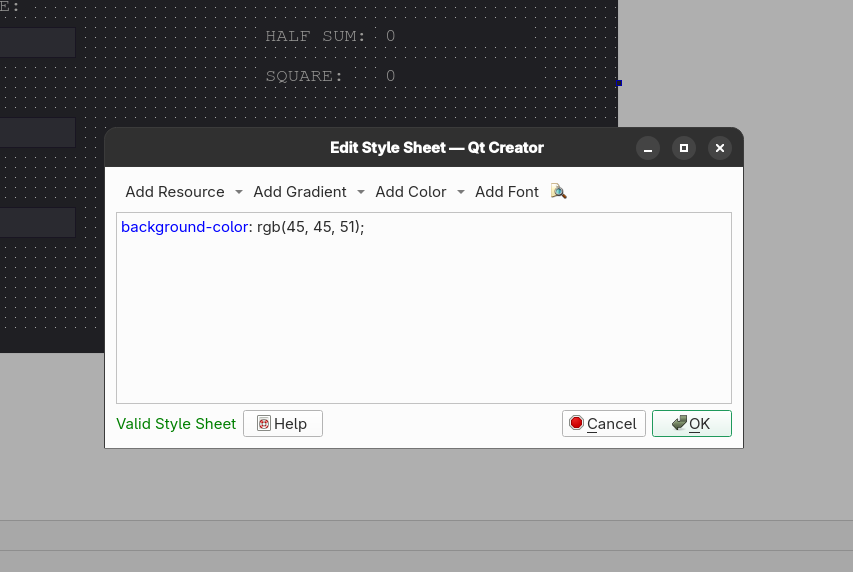 E:
HALF SUM: 0
SQUARE: 0
Edit Style Sheet — Qt Creator
Add Resource Add Gradient Add Color Add Font
background-color: rgb(45, 45, 51);
Valid Style Sheet Help Cancel OK